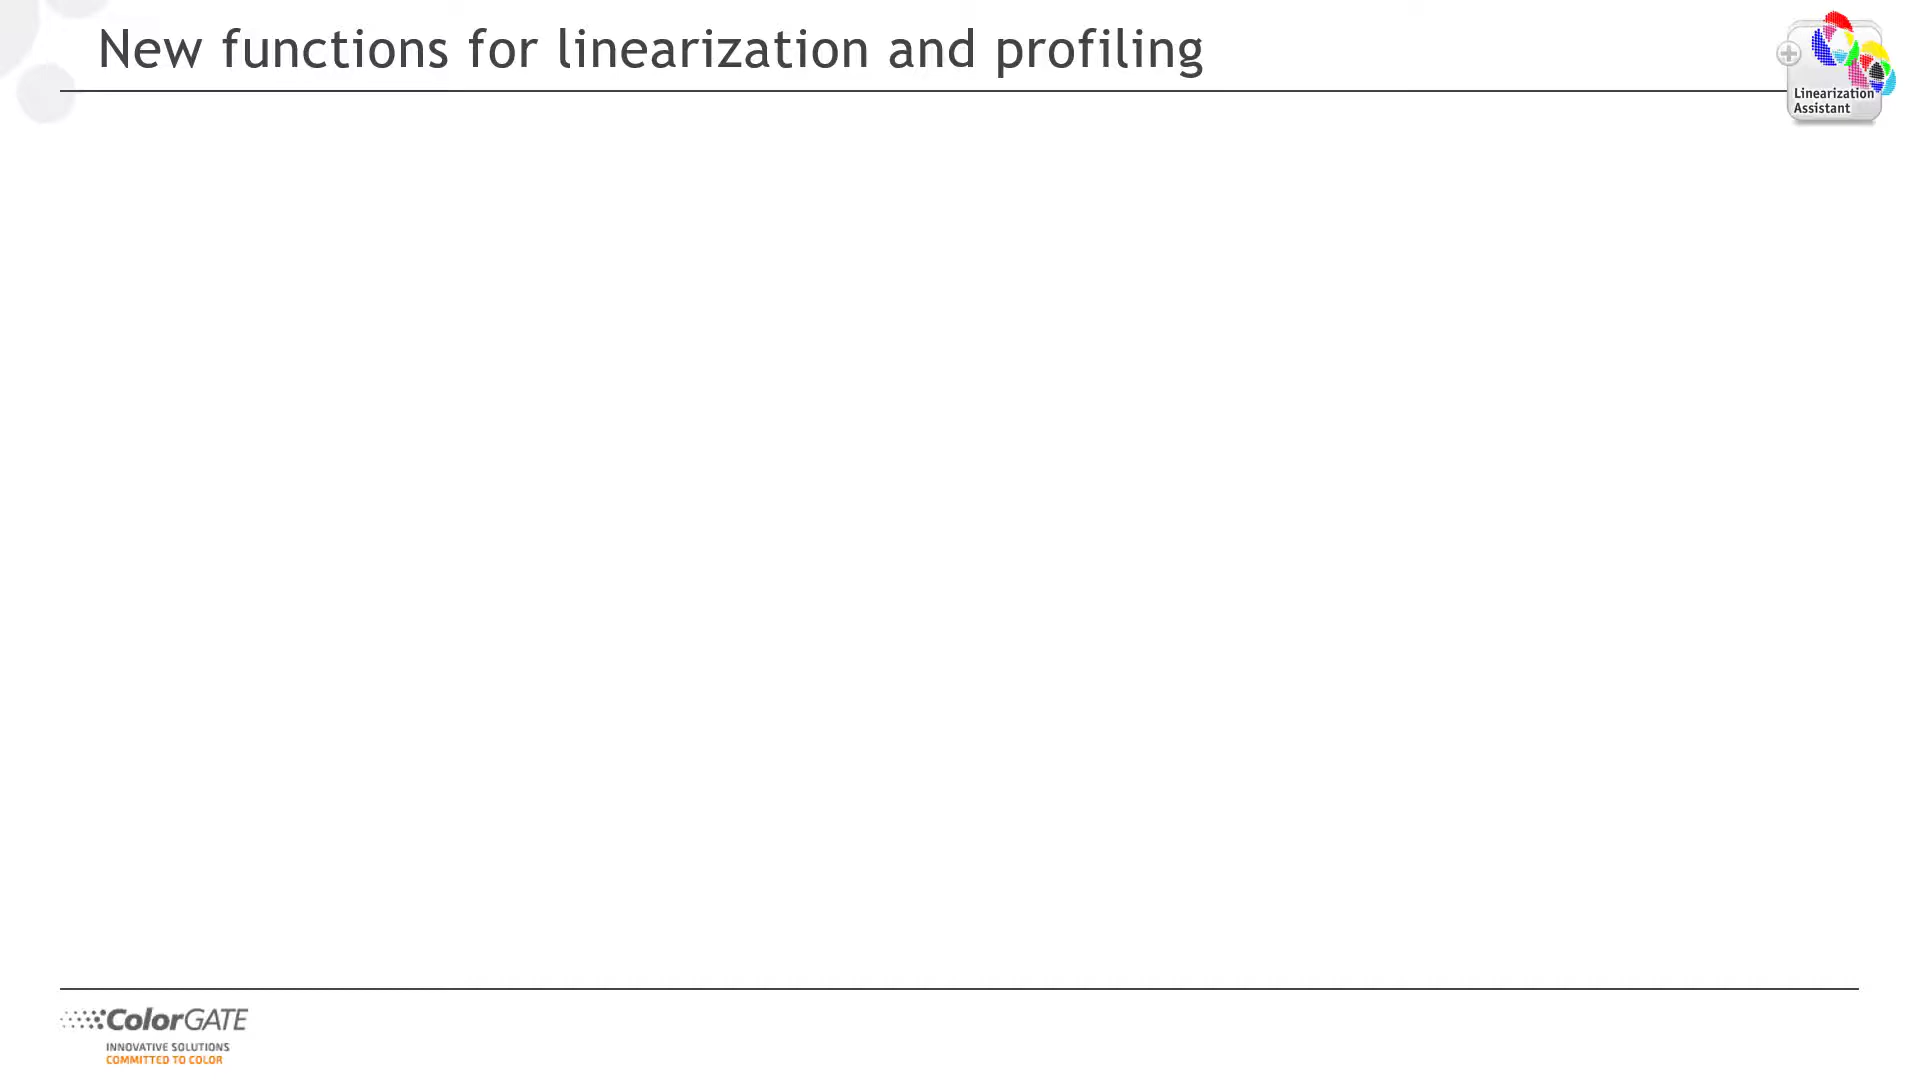 New functions for linearization and profiling
Linearization
Assistant
ColorGATE
INNOVATIVE SOLUTIONS
COMMITTED TO COLOR